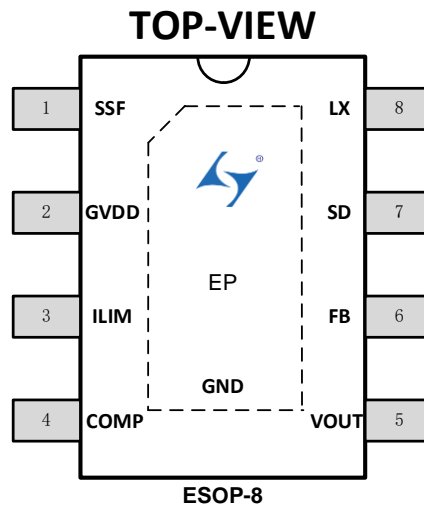 TOP-VIEW
1 SSF LX 8
®
2 GVDD SD 7
EP
3 ILIM FB 6
GND
4 COMP VOUT 5
ESOP-8